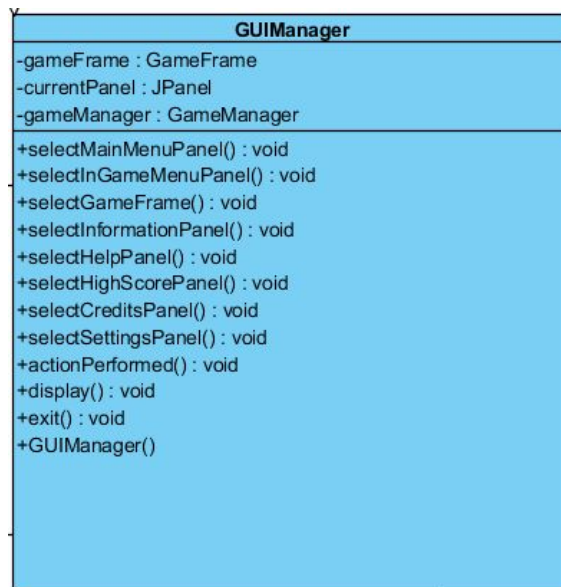 GUIManager
-gameFrame : GameFrame
-currentPanel : JPanel
-gameManager : GameManager
+selectMainMenuPanel() : void
+selectInGameMenuPanel() : void
+selectGameFrame() : void
+selectInformationPanel() : void
+selectHelpPanel() : void
+selectHighScorePanel() : void
+selectCreditsPanel() : void
+selectSettingsPanel() : void
+actionPerformed() : void
+display() : void
+exit() : void
+GUIManager()